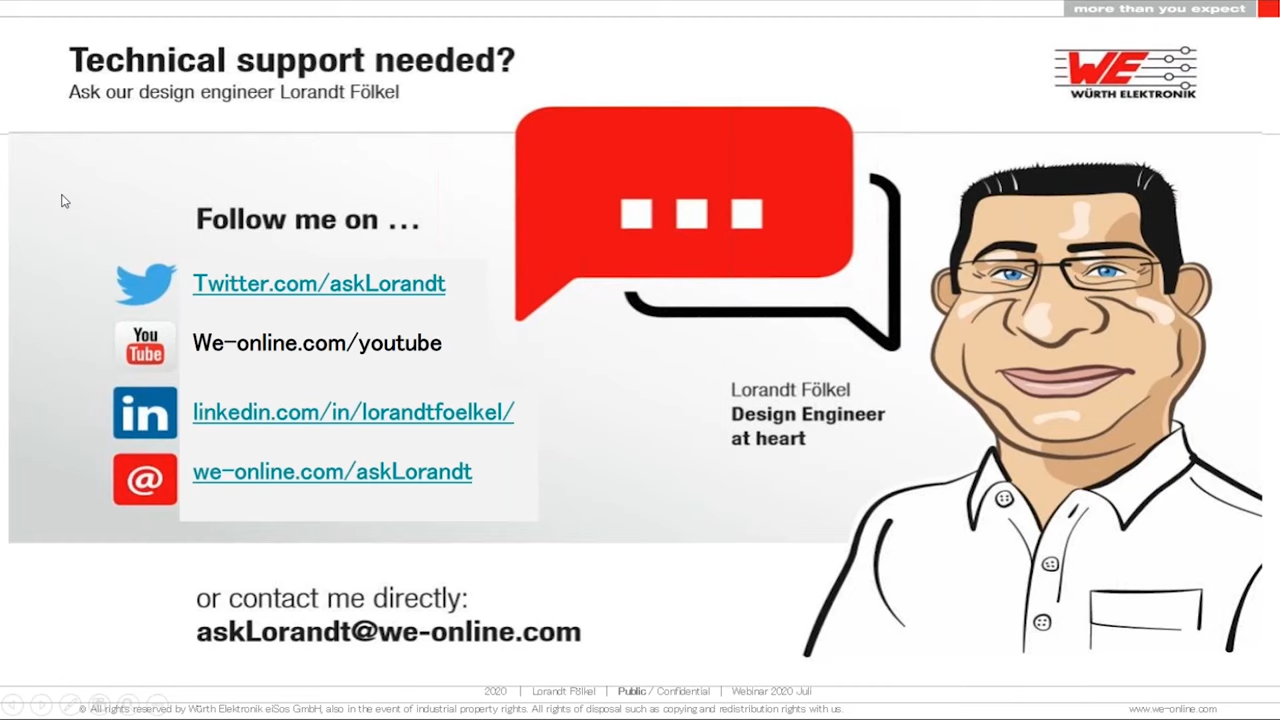 more than you expect
Technical support needed?
Ask our design engineer Lorandt Fölkel
WE
WÜRTH ELEKTRONIK
Follow me on ...
Twitter.com/askLorandt
You
Tube
We-online.com/youtube
in
linkedin.com/in/lorandtfoelkel/
@
we-online.com/askLorandt
Lorandt Fölkel
Design Engineer
at heart
or contact me directly:
askLorandt@we-online.com
2020 | Lorandt Fölkel | Public / Confidential | Webinar 2020 Juli
© All rights reserved by Würth Elektronik eiSos GmbH, also in the event of industrial property rights. All rights of disposal such as copying and redistribution rights with us.
www.we-online.com